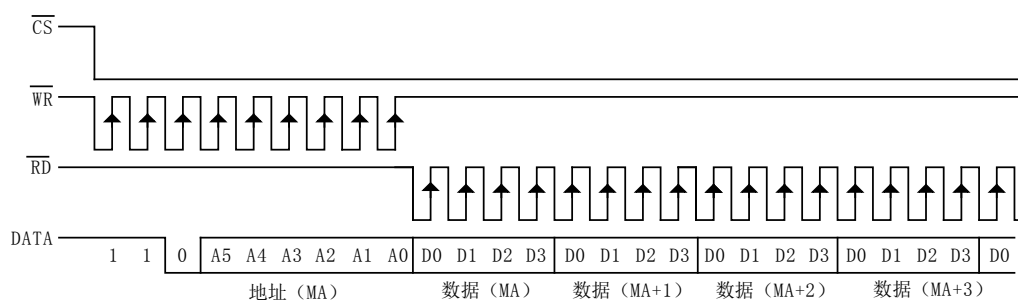 CS
WR
RD
DATA 1 1 0 A5 A4 A3 A2 A1 A0 D0 D1 D2 D3 D0 D1 D2 D3 D0 D1 D2 D3 D0 D1 D2 D3 D0
地址（MA） 数据（MA） 数据（MA+1） 数据（MA+2） 数据（MA+3）